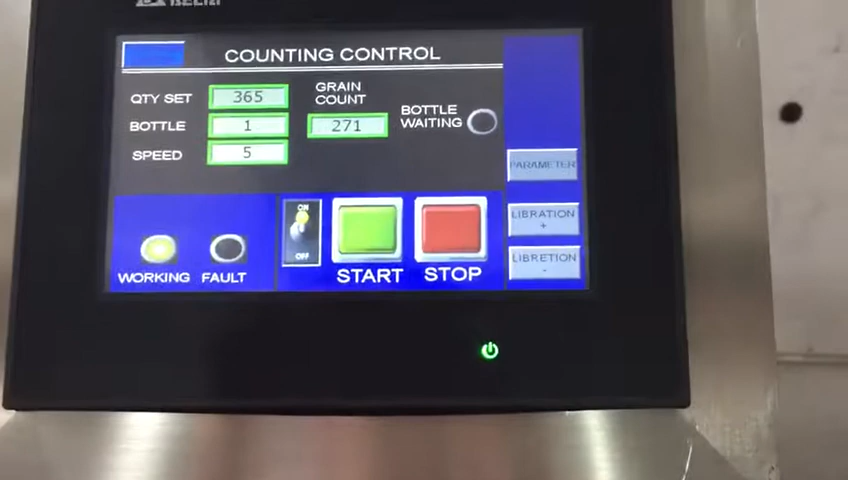 COUNTING CONTROL
QTY SET 365
GRAIN COUNT
271
BOTTLE WAITING
BOTTLE 1
SPEED 5
PARAMETER
LIBRATION +
LIBRETION -
ON
OFF
WORKING
FAULT
START
STOP